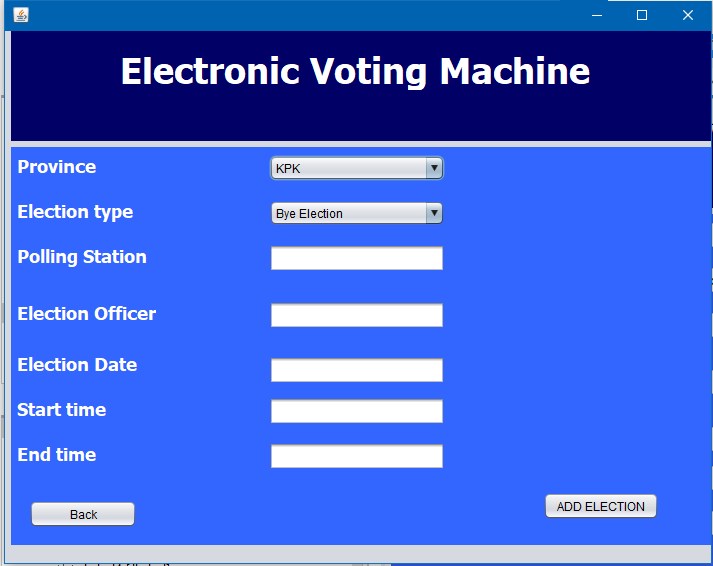 Electronic Voting Machine
Province
KPK
Election type
Bye Election
Polling Station
Election Officer
Election Date
Start time
End time
Back
ADD ELECTION